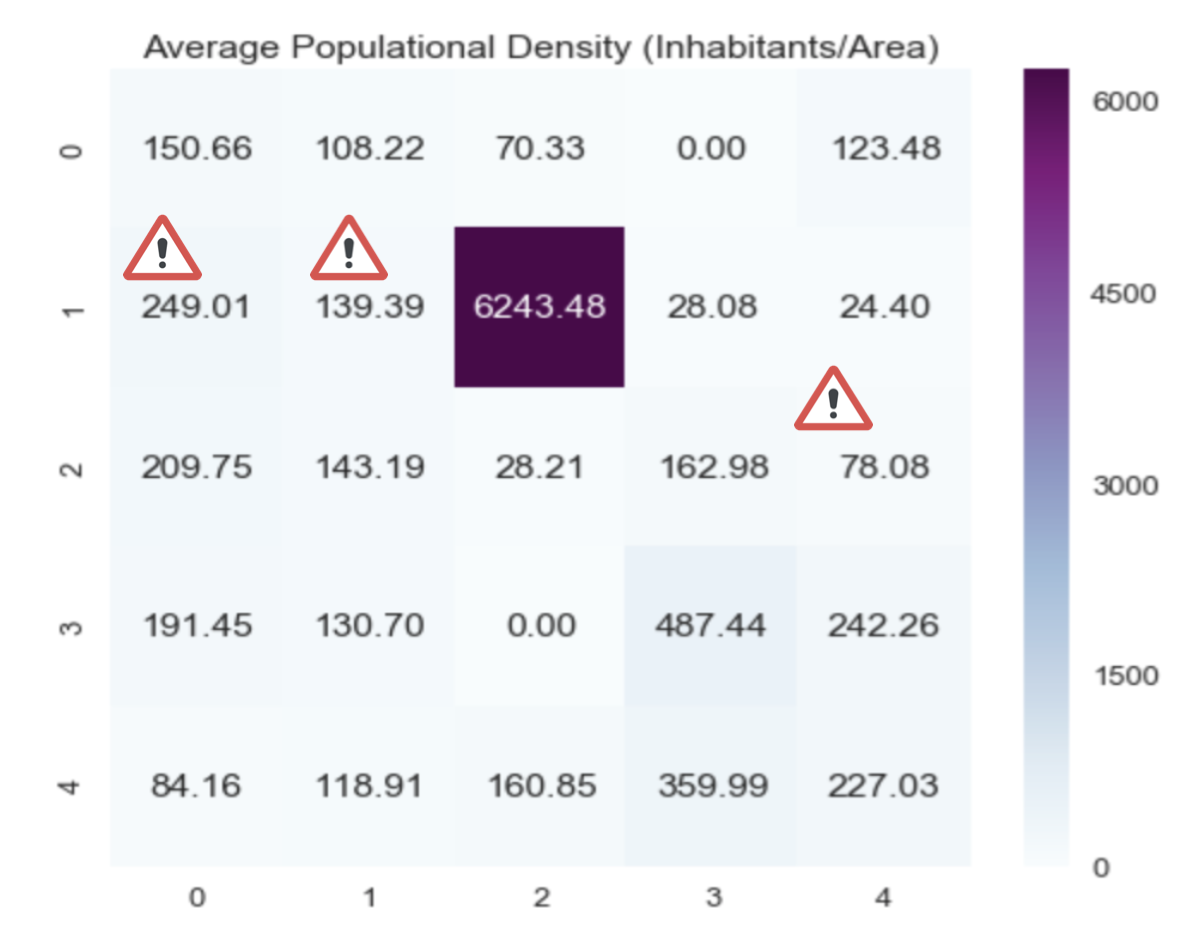 Average Populational Density (Inhabitants/Area)
6000
0 150.66 108.22 70.33 0.00 123.48
! !
4500
1 249.01 139.39 6243.48 28.08 24.40
!
2 209.75 143.19 28.21 162.98 78.08
3000
3 191.45 130.70 0.00 487.44 242.26
1500
4 84.16 118.91 160.85 359.99 227.03
0
0 1 2 3 4